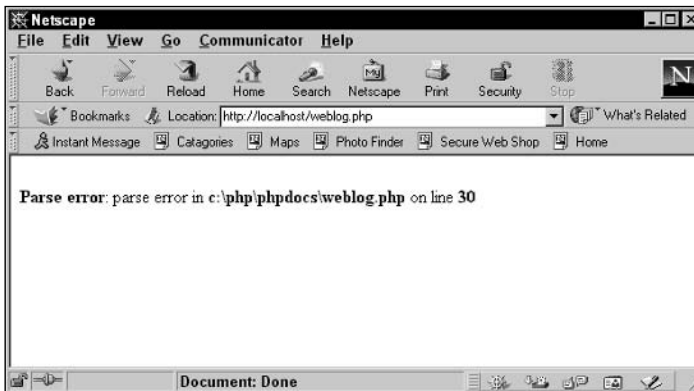 Netscape
File Edit View Go Communicator Help
My N
Back Forward Reload Home Search Netscape Print Security Stop
Bookmarks Location: http://localhost/weblog.php What's Related
Instant Message Catagories Maps Photo Finder Secure Web Shop Home
Parse error: parse error in c:\php\phpdocs\weblog.php on line 30
Document: Done